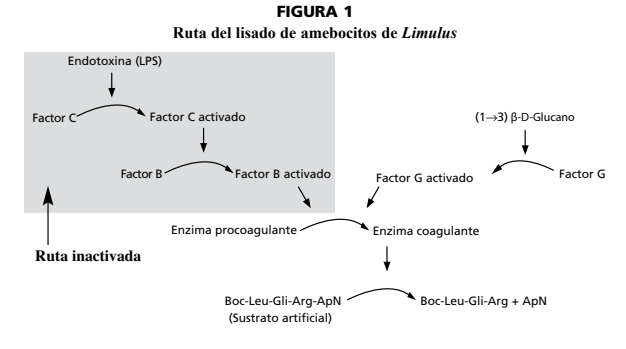 FIGURA 1
Ruta del lisado de amebocitos de Limulus
Endotoxina (LPS)
Factor C
Factor C activado
(1→3) β-D-Glucano
Factor B
Factor B activado
Factor G activado
Factor G
Enzima procoagulante
Enzima coagulante
Ruta inactivada
Boc-Leu-Gli-Arg-ApN
Boc-Leu-Gli-Arg + ApN
(Sustrato artificial)